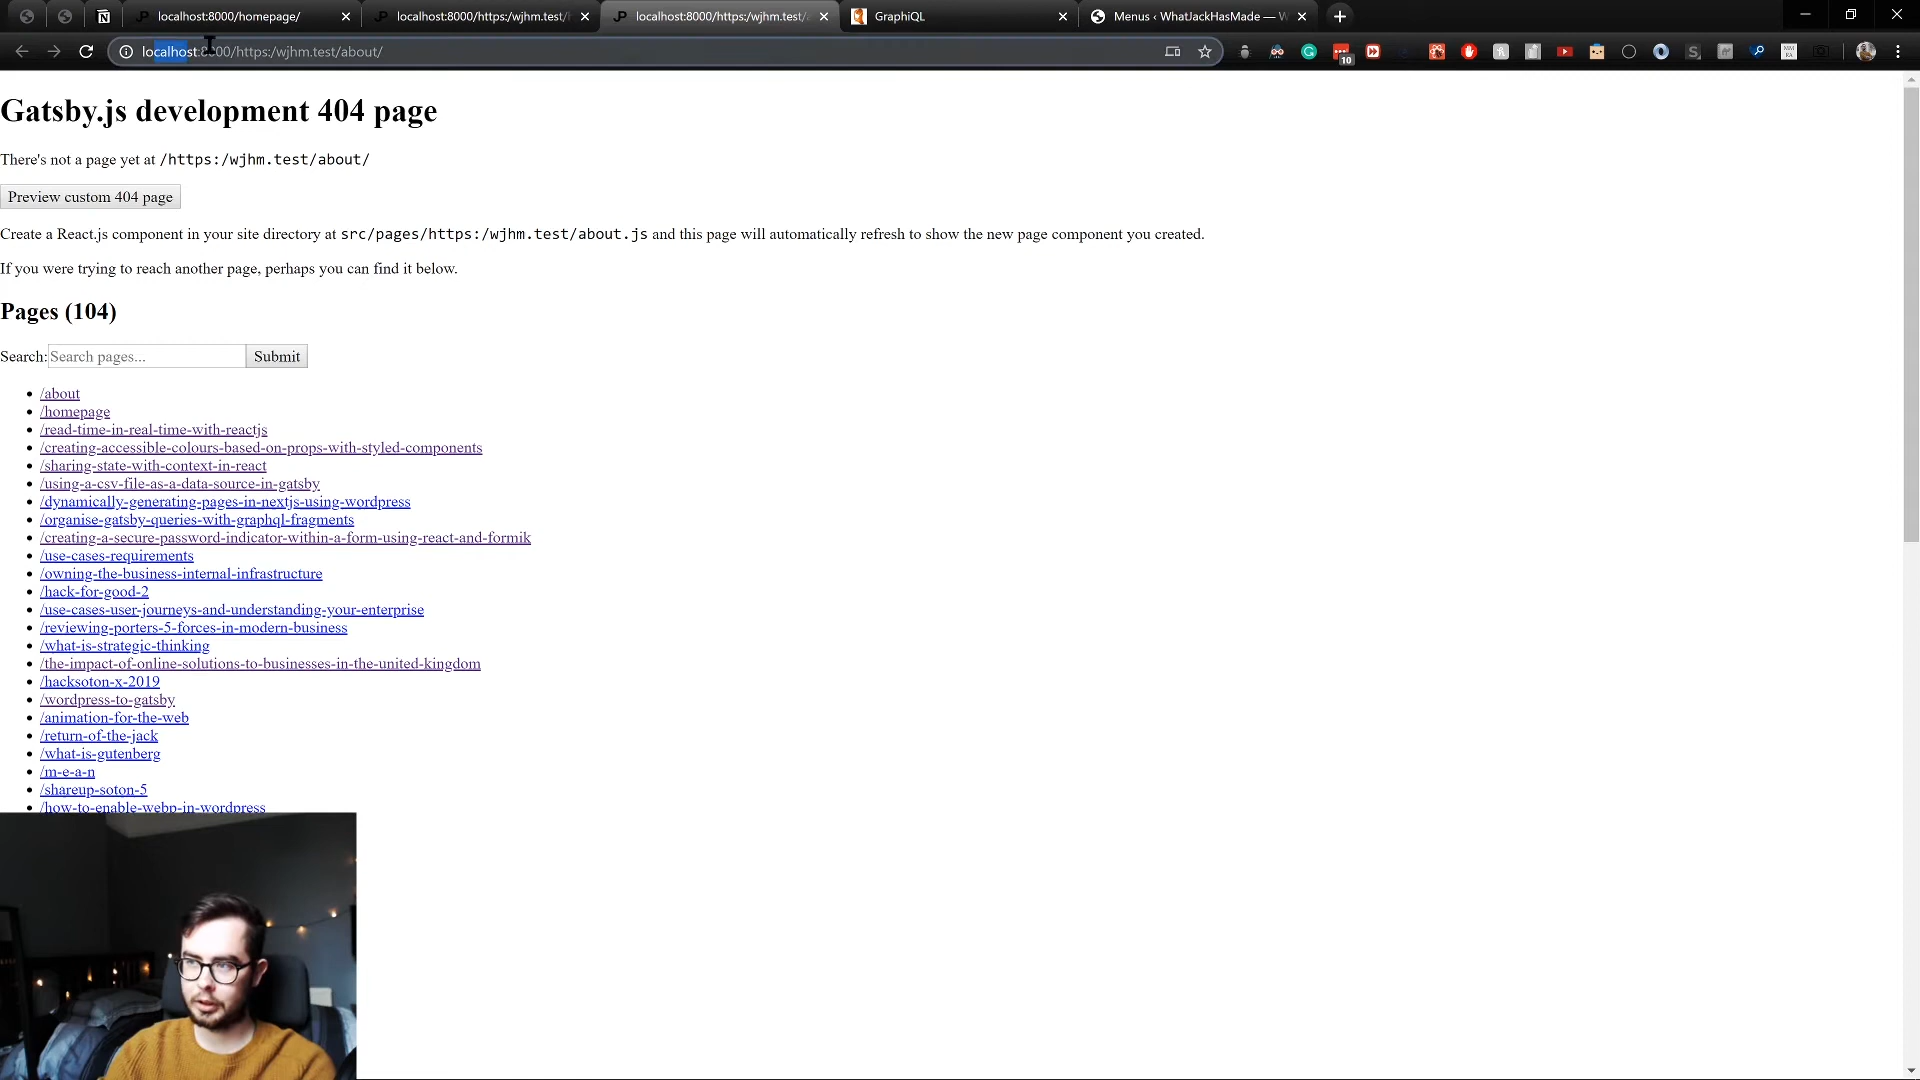 localhost:8000/homepage/
localhost:8000/https:/wjhm.test/
localhost:8000/https:/wjhm.test/
GraphiQL
Menus ‹ WhatJackHasMade — W
localhost:8000/https:/wjhm.test/about/
10
Gatsby.js development 404 page
There's not a page yet at /https:/wjhm.test/about/
Preview custom 404 page
Create a React.js component in your site directory at src/pages/https:/wjhm.test/about.js and this page will automatically refresh to show the new page component you created.
If you were trying to reach another page, perhaps you can find it below.
Pages (104)
Search: Search pages... Submit
/about
/homepage
/read-time-in-real-time-with-reactjs
/creating-accessible-colours-based-on-props-with-styled-components
/sharing-state-with-context-in-react
/using-a-csv-file-as-a-data-source-in-gatsby
/dynamically-generating-pages-in-nextjs-using-wordpress
/organise-gatsby-queries-with-graphql-fragments
/creating-a-secure-password-indicator-within-a-form-using-react-and-formik
/use-cases-requirements
/owning-the-business-internal-infrastructure
/hack-for-good-2
/use-cases-user-journeys-and-understanding-your-enterprise
/reviewing-porters-5-forces-in-modern-business
/what-is-strategic-thinking
/the-impact-of-online-solutions-to-businesses-in-the-united-kingdom
/hacksoton-x-2019
/wordpress-to-gatsby
/animation-for-the-web
/return-of-the-jack
/what-is-gutenberg
/m-e-a-n
/shareup-soton-5
/how-to-enable-webp-in-wordpress